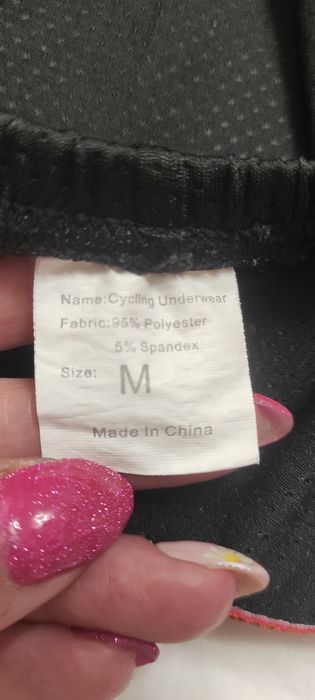 Name:Cycling Underwear
Fabric:95% Polyester
5% Spandex
Size: M
Made In China